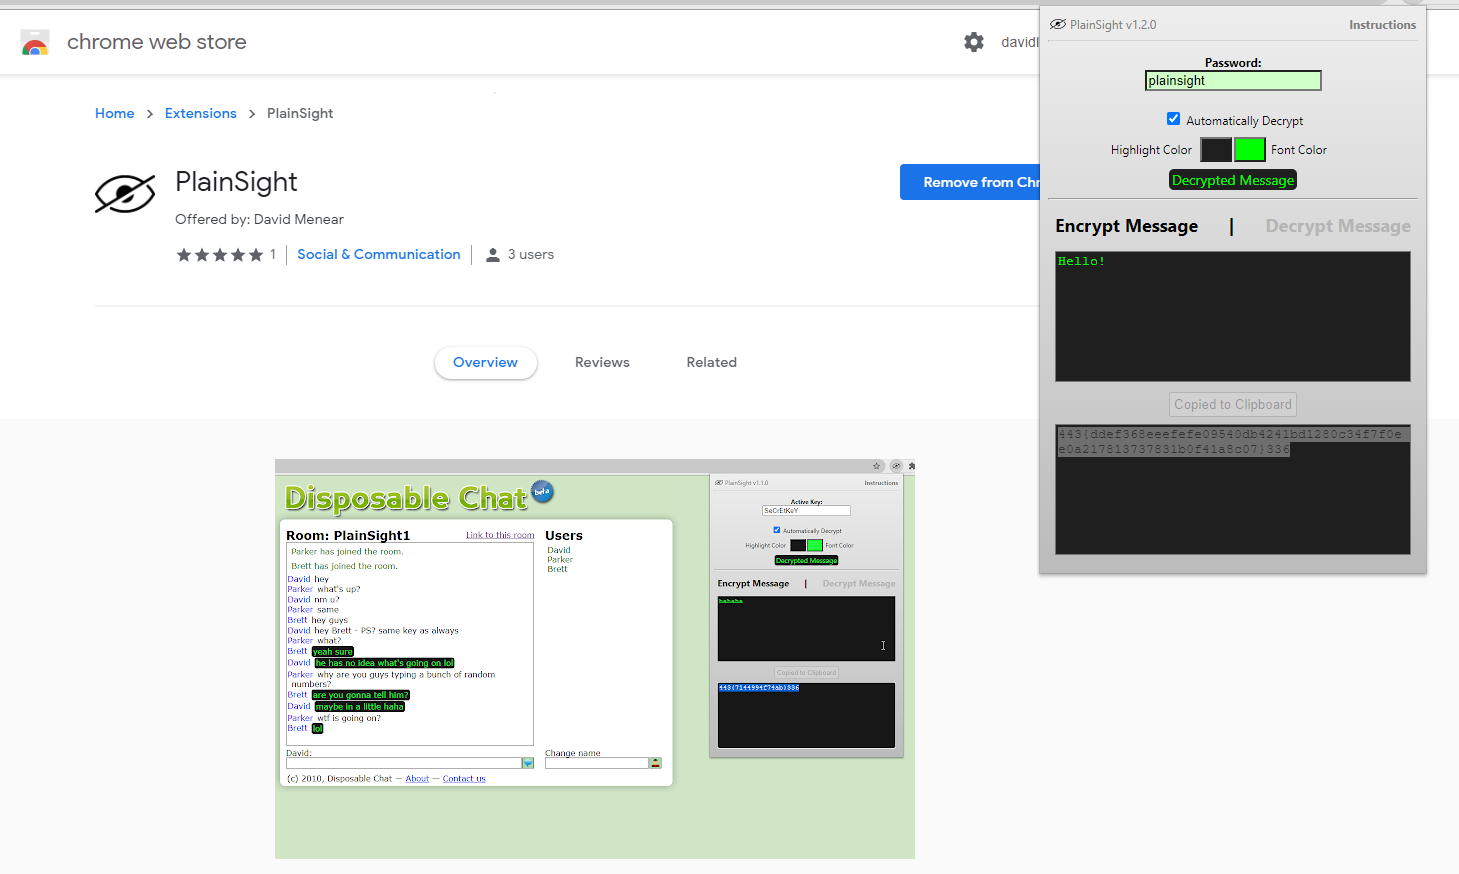 chrome web store
davidl
Home > Extensions > PlainSight
PlainSight
Offered by: David Menear
1 | Social & Communication | 3 users
Remove from Chr
Overview Reviews Related
PlainSight v1.2.0 Instructions
Password:
plainsight
Automatically Decrypt
Highlight Color Font Color
Decrypted Message
Encrypt Message | Decrypt Message
Hello!
Copied to Clipboard
443{ddef368eeefefe09540db4241bd1280c34f7f0e
e0a217813737831b0f41a8c07}336
Disposable Chat beta
Room: PlainSight1 Link to this room
Parker has joined the room.
Brett has joined the room.
David hey
Parker what's up?
David nm u?
Parker same
Brett hey guys
David hey Brett - PS? same key as always
Parker what?
Brett yeah sure
David he has no idea what's going on lol
Parker why are you guys typing a bunch of random
numbers?
Brett are you gonna tell him?
David maybe in a little haha
Parker wtf is going on?
Brett lol
David:
(c) 2010, Disposable Chat — About — Contact us
Users
David
Parker
Brett
Change name
PlainSight v1.1.0 Instructions
Active Key:
SeCrEtKeY
Automatically Decrypt
Highlight Color Font Color
Decrypted Message
Encrypt Message | Decrypt Message
hahaha
Copied to Clipboard
443{7144994f74ab}336